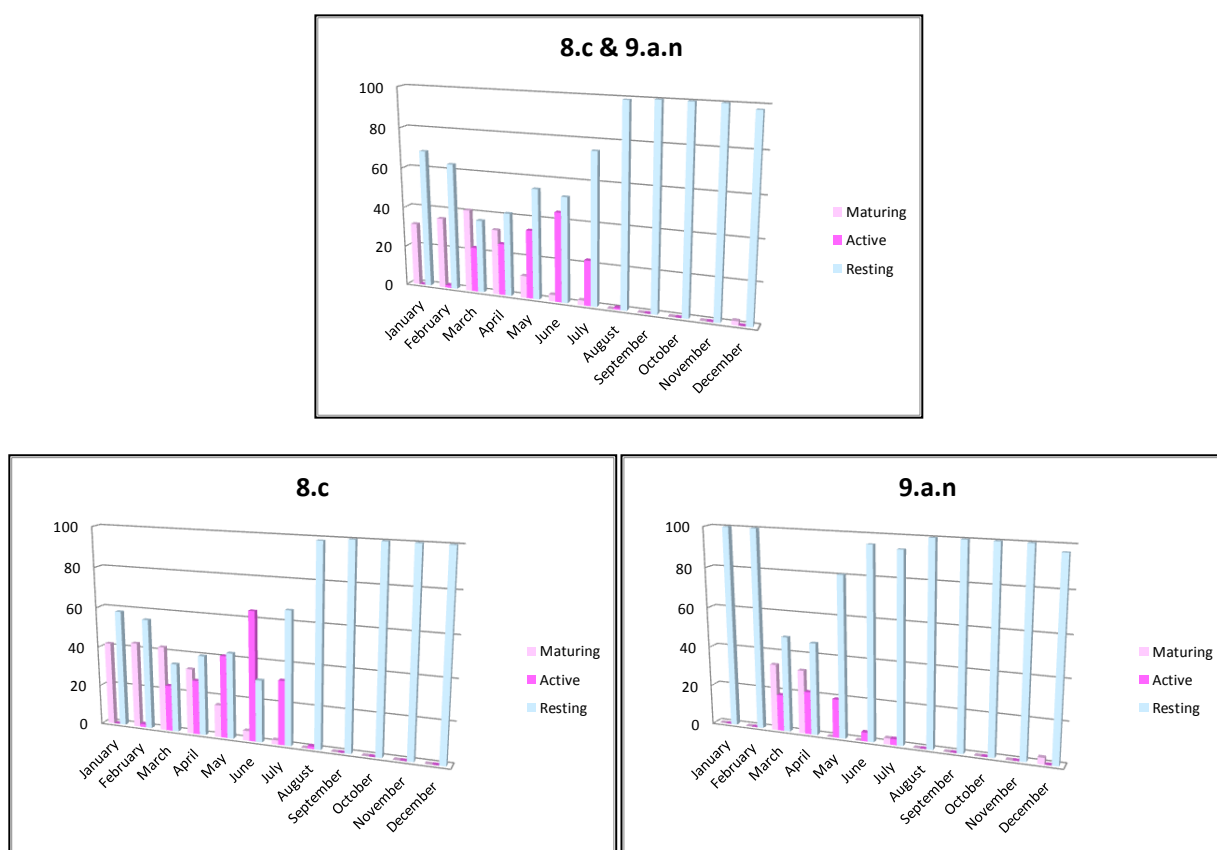 8.c & 9.a.n
100
80
60
40
20
0
January
February
March
April
May
June
July
August
September
October
November
December
Maturing
Active
Resting
8.c
100
80
60
40
20
0
January
February
March
April
May
June
July
August
September
October
November
December
Maturing
Active
Resting
9.a.n
100
80
60
40
20
0
January
February
March
April
May
June
July
August
September
October
November
December
Maturing
Active
Resting